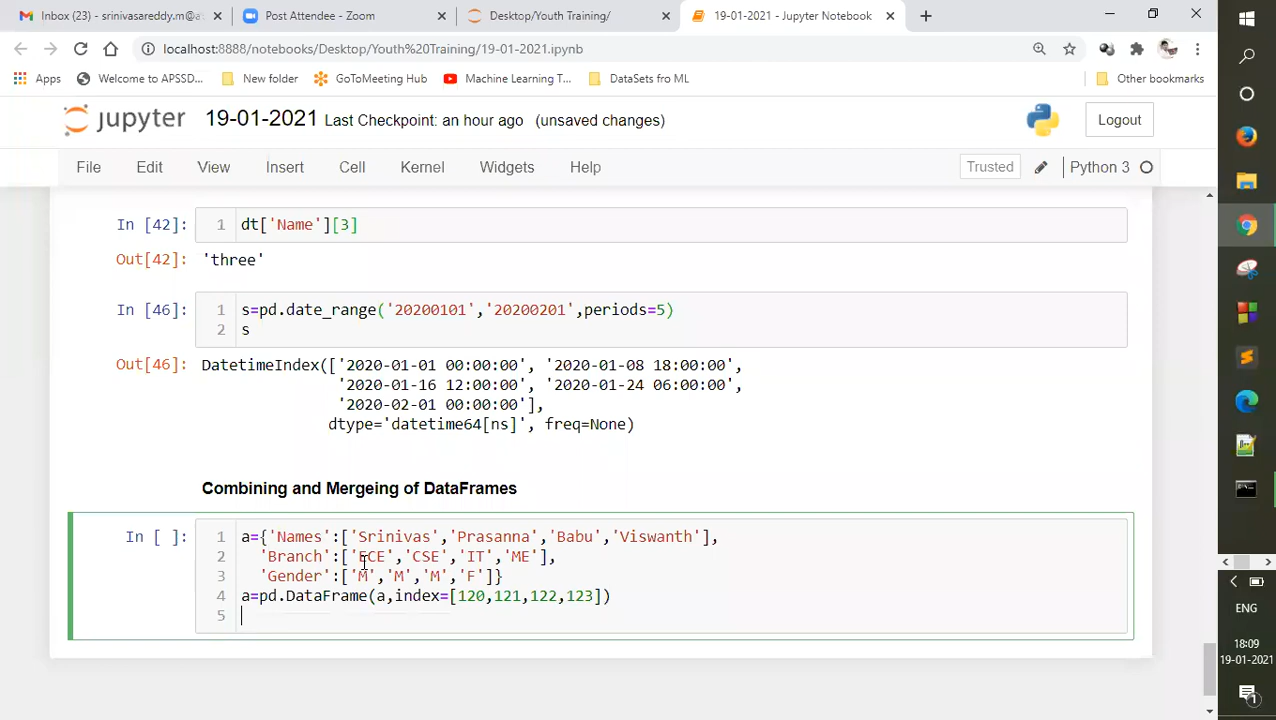 Inbox (23) - srinivasareddy.m@a
Post Attendee - Zoom
Desktop/Youth Training/
19-01-2021 - Jupyter Notebook
localhost:8888/notebooks/Desktop/Youth%20Training/19-01-2021.ipynb
Apps
Welcome to APSSD...
New folder
GoToMeeting Hub
Machine Learning T...
DataSets fro ML
Other bookmarks
jupyter 19-01-2021 Last Checkpoint: an hour ago (unsaved changes)
Logout
File Edit View Insert Cell Kernel Widgets Help
Trusted
Python 3
In [42]: 1 dt['Name'][3]
Out[42]: 'three'
In [46]: 1 s=pd.date_range('20200101','20200201',periods=5)
2 s
Out[46]: DatetimeIndex(['2020-01-01 00:00:00', '2020-01-08 18:00:00',
'2020-01-16 12:00:00', '2020-01-24 06:00:00',
'2020-02-01 00:00:00'],
dtype='datetime64[ns]', freq=None)
Combining and Mergeing of DataFrames
In [ ]: 1 a={'Names':['Srinivas','Prasanna','Babu','Viswanth'],
2 'Branch':['ECE','CSE','IT','ME'],
3 'Gender':['M','M','M','F']}
4 a=pd.DataFrame(a,index=[120,121,122,123])
5
ENG
18:09
19-01-2021
1